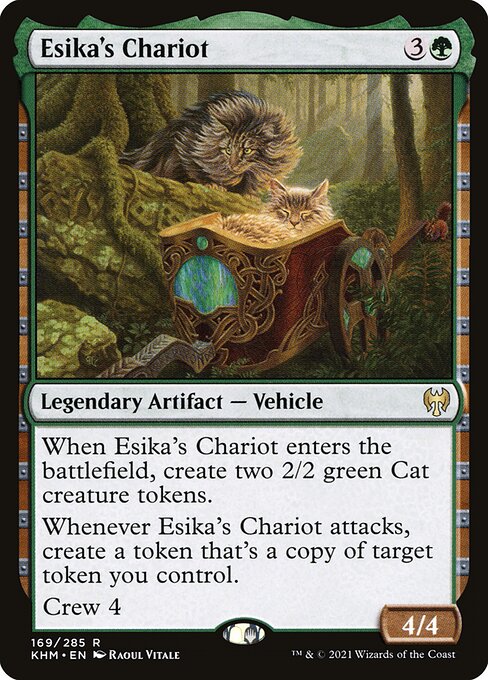 Esika's Chariot 3
Legendary Artifact — Vehicle
When Esika's Chariot enters the
battlefield, create two 2/2 green Cat
creature tokens.
Whenever Esika's Chariot attacks,
create a token that's a copy of target
token you control.
Crew 4
4/4
169/285 R
KHM • EN Raoul Vitale
™ & © 2021 Wizards of the Coast